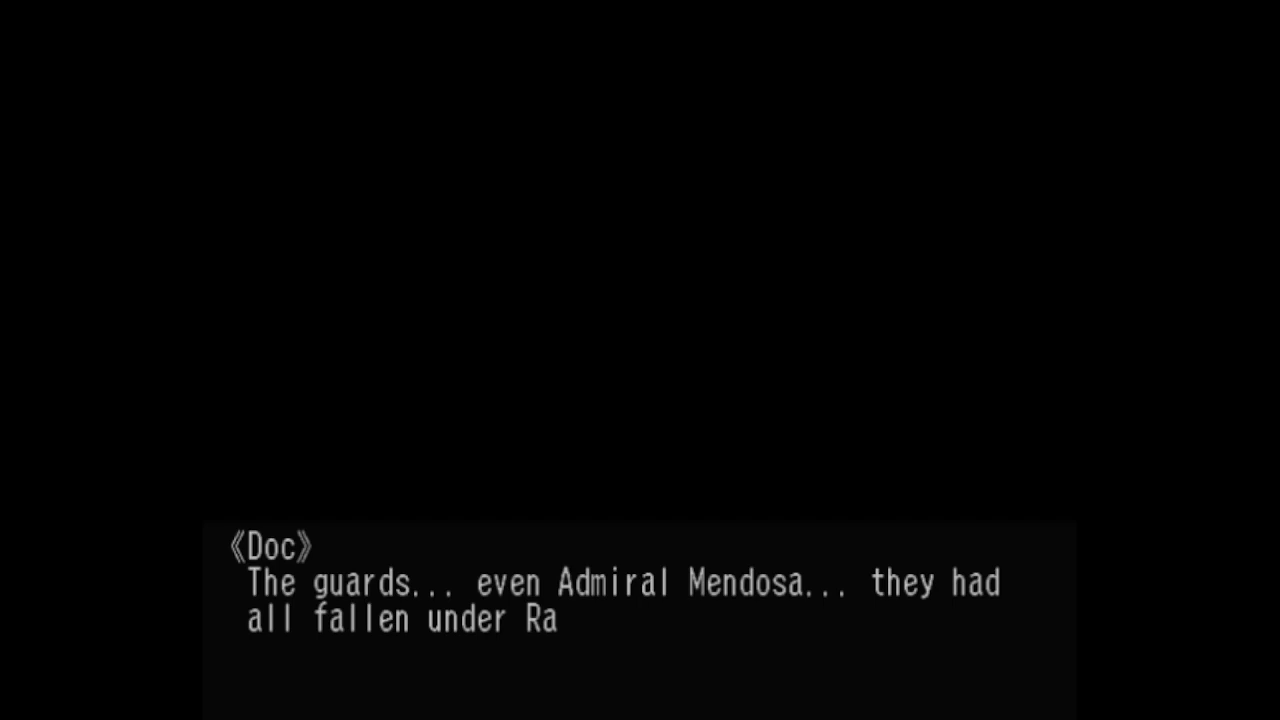 《Doc》
The guards... even Admiral Mendosa... they had
all fallen under Ra